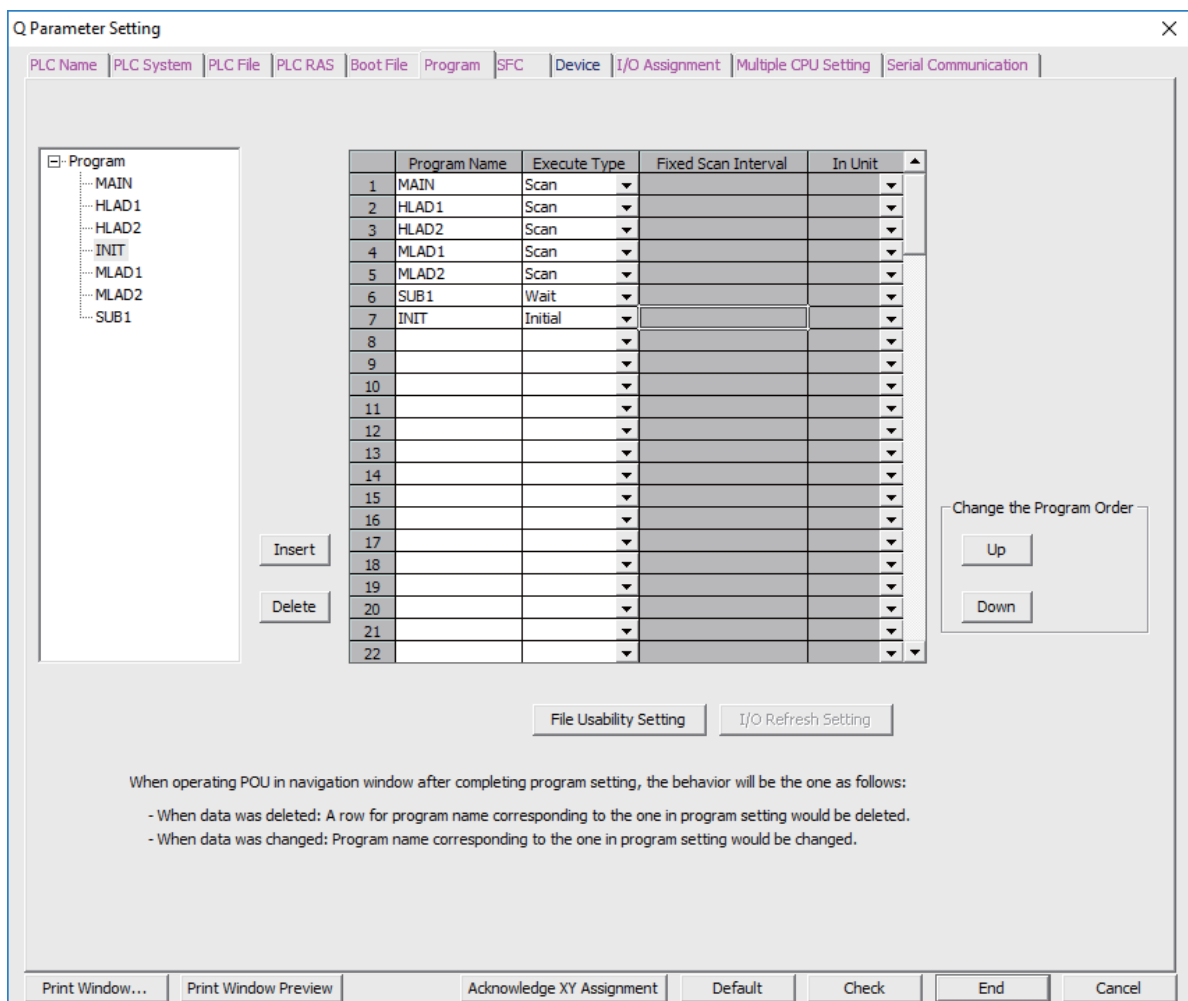 Q Parameter Setting
PLC Name PLC System PLC File PLC RAS Boot File Program SFC Device I/O Assignment Multiple CPU Setting Serial Communication
Program
MAIN
HLAD1
HLAD2
INIT
MLAD1
MLAD2
SUB1
Program Name Execute Type Fixed Scan Interval In Unit
1 MAIN Scan
2 HLAD1 Scan
3 HLAD2 Scan
4 MLAD1 Scan
5 MLAD2 Scan
6 SUB1 Wait
7 INIT Initial
8
9
10
11
12
13
14
15
16
17
18
19
20
21
22
Insert
Delete
Change the Program Order
Up
Down
File Usability Setting I/O Refresh Setting
When operating POU in navigation window after completing program setting, the behavior will be the one as follows:
- When data was deleted: A row for program name corresponding to the one in program setting would be deleted.
- When data was changed: Program name corresponding to the one in program setting would be changed.
Print Window... Print Window Preview Acknowledge XY Assignment Default Check End Cancel